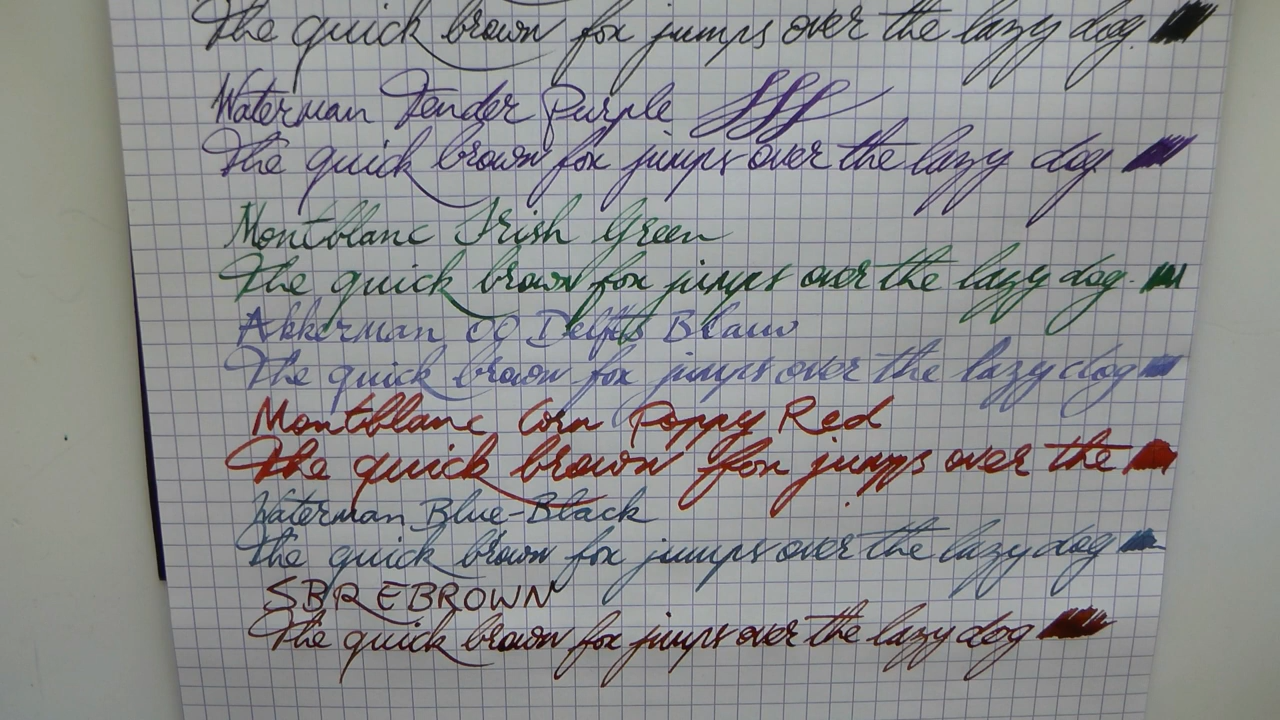 The quick brown fox jumps over the lazy dog.
Waterman Tender Purple
The quick brown fox jumps over the lazy dog.
Montblanc Irish Green
The quick brown fox jumps over the lazy dog.
Akkerman 09 Delfts Blauw
The quick brown fox jumps over the lazy dog
Montblanc Corn Poppy Red
The quick brown fox jumps over the
Waterman Blue-Black
The quick brown fox jumps over the lazy dog
SBREBROWN
The quick brown fox jumps over the lazy dog